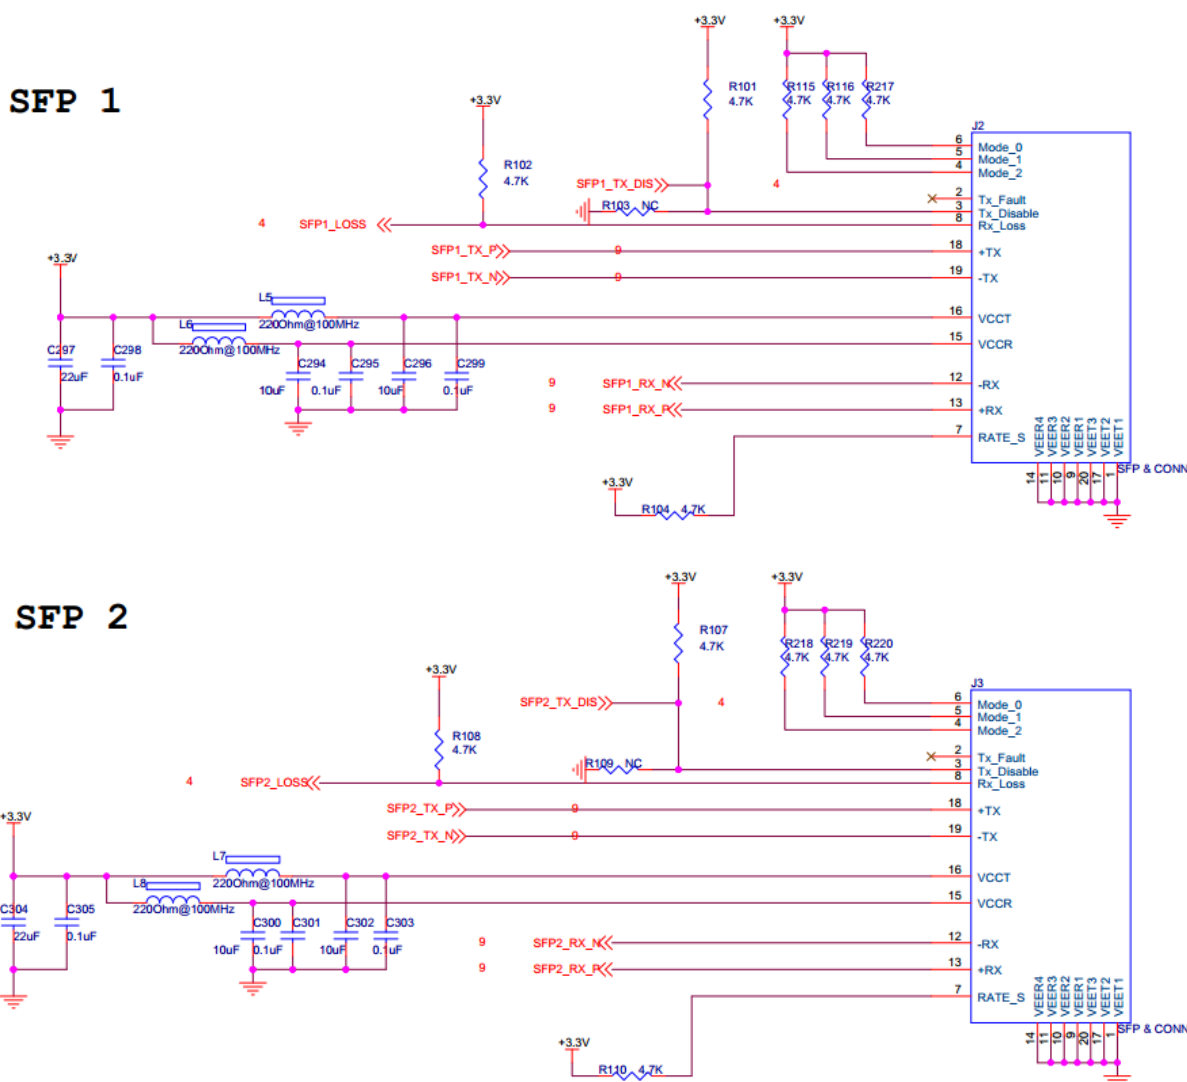 SFP 1
+3.3V
+3.3V
R101
4.7K
R115
4.7K
R116
4.7K
R217
4.7K
+3.3V
R102
4.7K
J2
6
Mode_0
5
Mode_1
4
Mode_2
SFP1_TX_DIS
4
2
Tx_Fault
R103 NC
3
Tx_Disable
4
SFP1_LOSS
8
Rx_Loss
SFP1_TX_P
9
18
+TX
SFP1_TX_N
9
19
-TX
+3.3V
L5
220Ohm@100MHz
16
VCCT
L6
220Ohm@100MHz
15
VCCR
C297
22uF
C298
0.1uF
C294
10uF
C295
0.1uF
C296
10uF
C299
0.1uF
9
SFP1_RX_N
12
-RX
9
SFP1_RX_P
13
+RX
7
RATE_S
VEER4
VEER3
VEER2
VEER1
VEET3
VEET2
VEET1
14
11
10
9
20
17
1
SFP & CONN
+3.3V
R104 4.7K
SFP 2
+3.3V
+3.3V
R107
4.7K
R218
4.7K
R219
4.7K
R220
4.7K
+3.3V
R108
4.7K
J3
6
Mode_0
5
Mode_1
4
Mode_2
SFP2_TX_DIS
4
2
Tx_Fault
R109 NC
3
Tx_Disable
4
SFP2_LOSS
8
Rx_Loss
SFP2_TX_P
9
18
+TX
SFP2_TX_N
9
19
-TX
+3.3V
L7
220Ohm@100MHz
16
VCCT
L8
220Ohm@100MHz
15
VCCR
C304
22uF
C305
0.1uF
C300
10uF
C301
0.1uF
C302
10uF
C303
0.1uF
9
SFP2_RX_N
12
-RX
9
SFP2_RX_P
13
+RX
7
RATE_S
VEER4
VEER3
VEER2
VEER1
VEET3
VEET2
VEET1
14
11
10
9
20
17
1
SFP & CONN
+3.3V
R110 4.7K